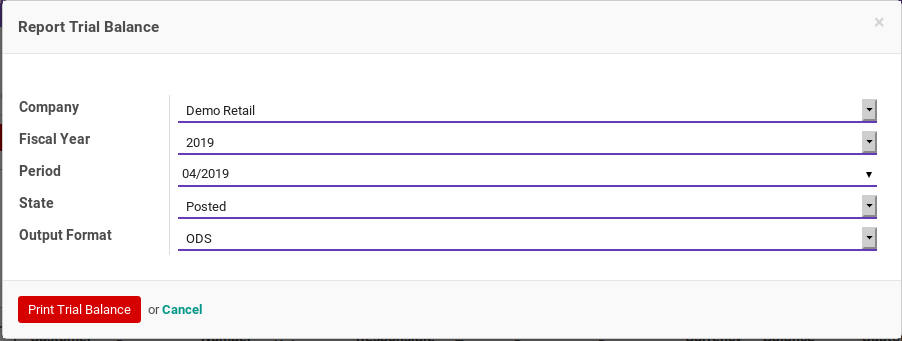 Report Trial Balance ×
Company Demo Retail
Fiscal Year 2019
Period 04/2019
State Posted
Output Format ODS
Print Trial Balance or Cancel